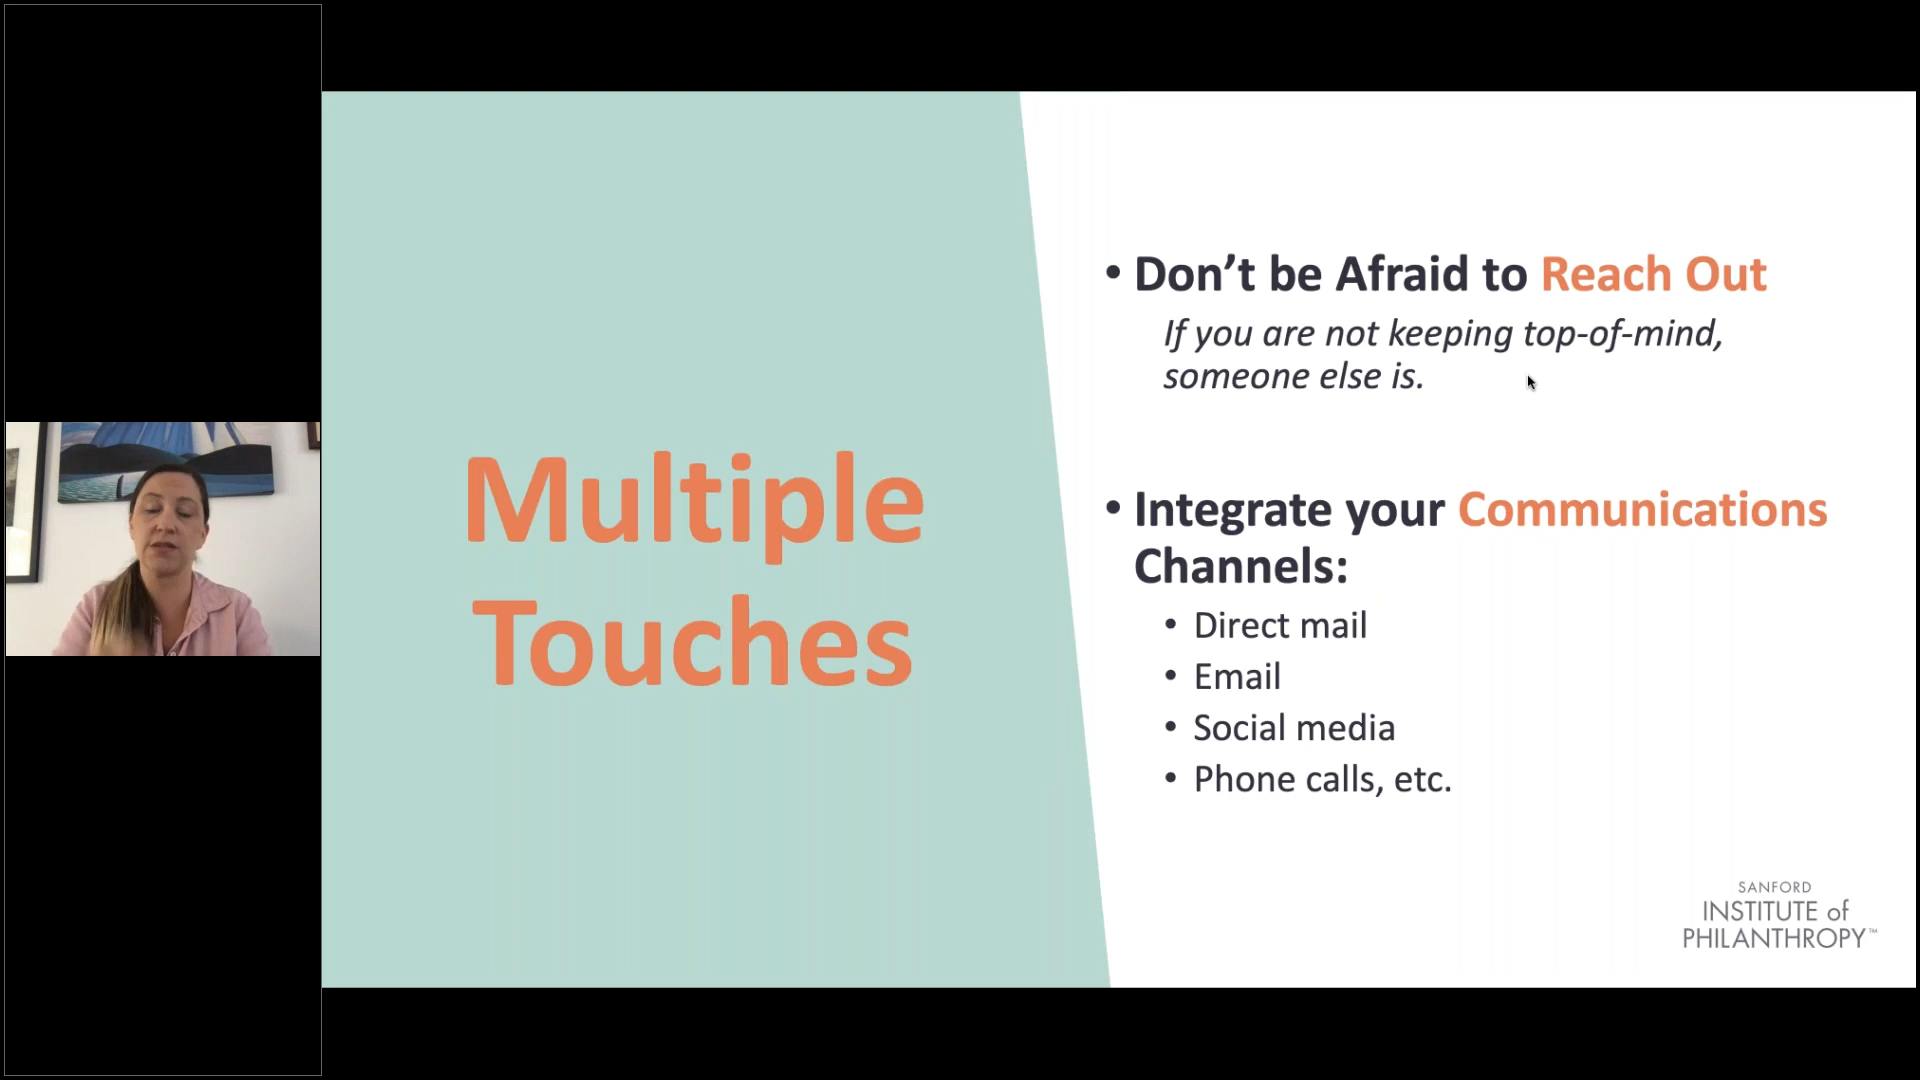 Multiple
Touches
• Don’t be Afraid to Reach Out
If you are not keeping top-of-mind,
someone else is.
• Integrate your Communications
Channels:
• Direct mail
• Email
• Social media
• Phone calls, etc.
SANFORD
INSTITUTE of
PHILANTHROPY™